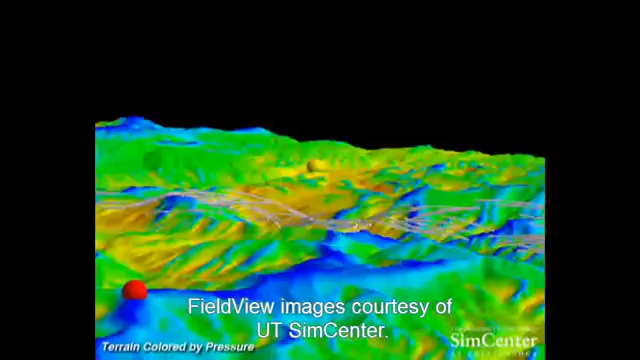 FieldView images courtesy of
UT SimCenter.
SimCenter
Terrain Colored by Pressure